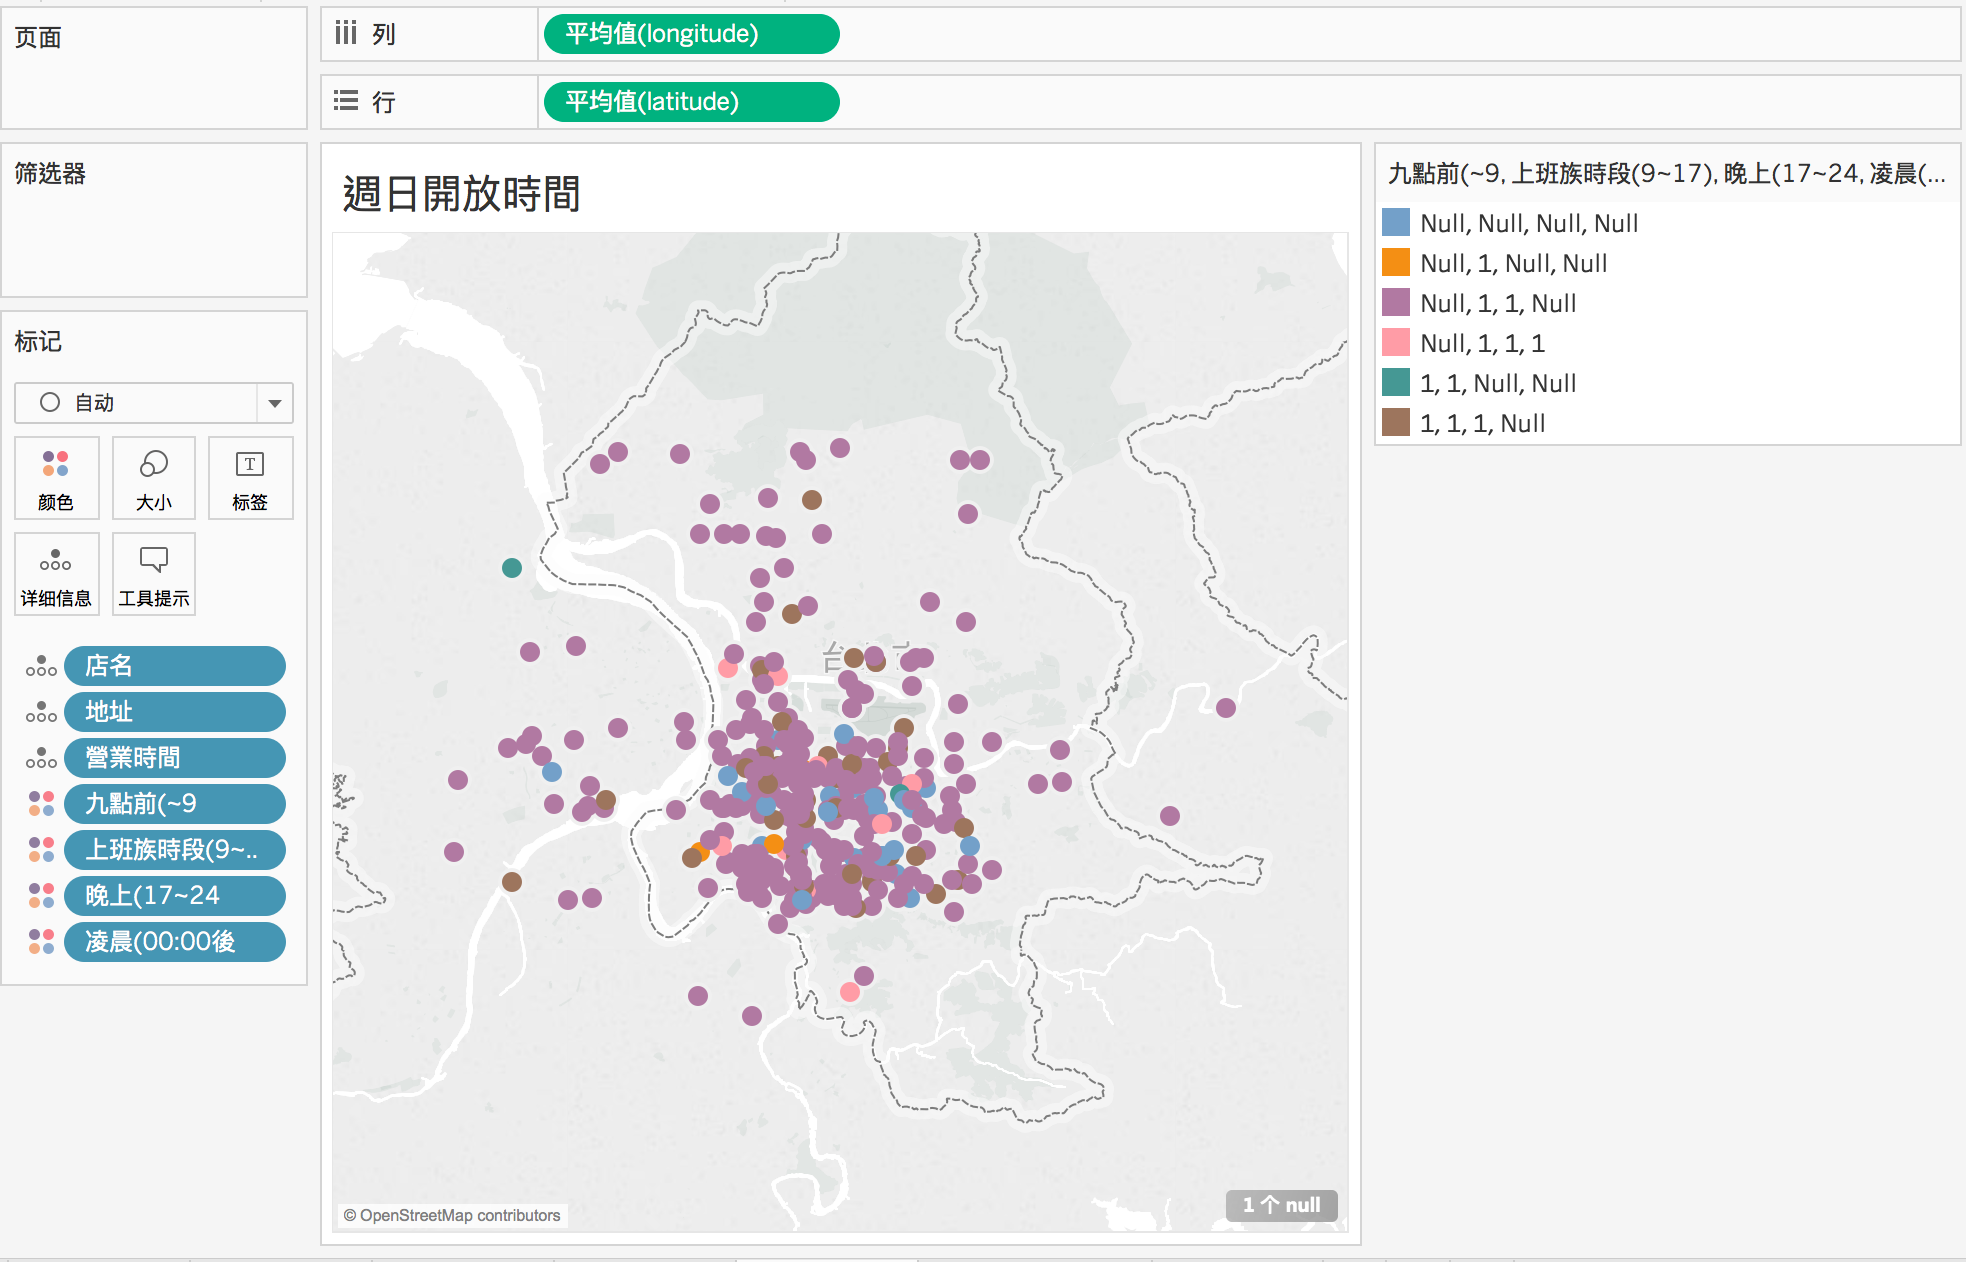 页面
列
平均值(longitude)
行
平均值(latitude)
筛选器
标记
自动
颜色
大小
标签
详细信息
工具提示
店名
地址
營業時間
九點前(~9
上班族時段(9~..
晚上(17~24
凌晨(00:00後
週日開放時間
台
© OpenStreetMap contributors
1 个 null
九點前(~9, 上班族時段(9~17), 晚上(17~24, 凌晨(...
Null, Null, Null, Null
Null, 1, Null, Null
Null, 1, 1, Null
Null, 1, 1, 1
1, 1, Null, Null
1, 1, 1, Null